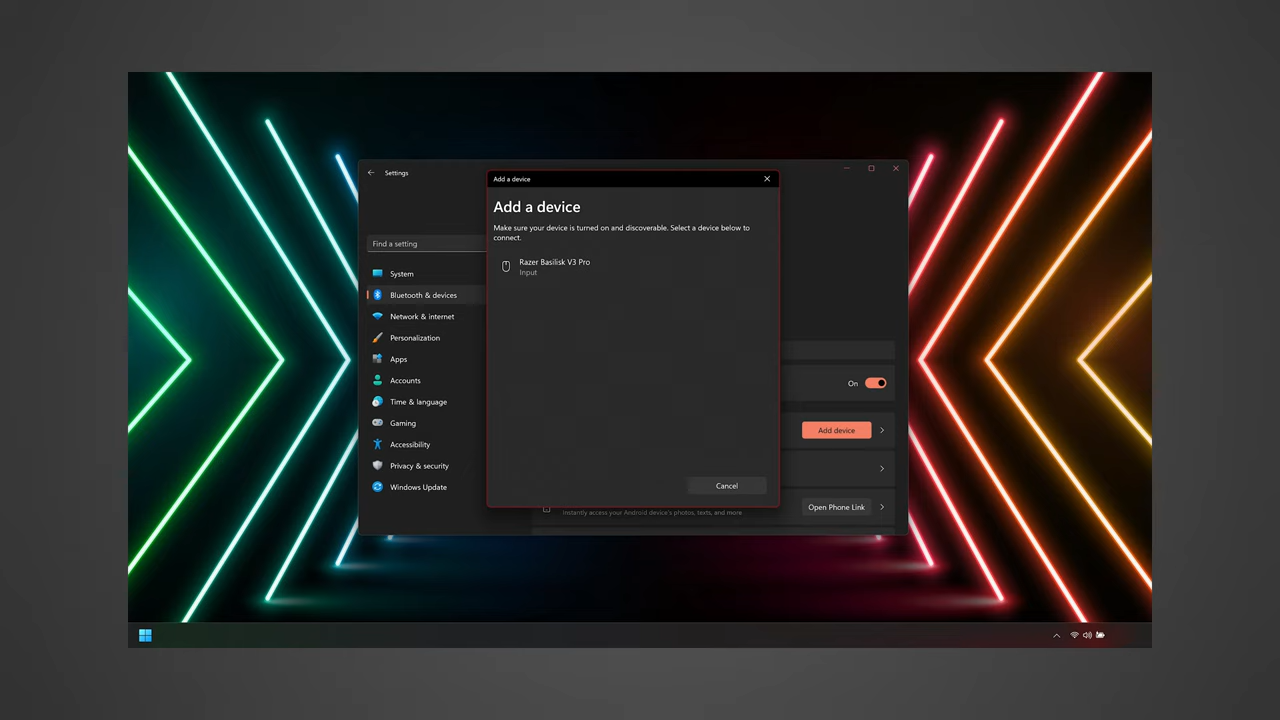 Settings
Add a device
Add a device
Make sure your device is turned on and discoverable. Select a device below to
connect.
Find a setting
Razer Basilisk V3 Pro
Input
System
Bluetooth & devices
Network & internet
Personalization
Apps
Accounts
On
Time & language
Gaming
Add device
Accessibility
Privacy & security
Windows Update
Cancel
Open Phone Link
Instantly access your Android device's photos, texts, and more